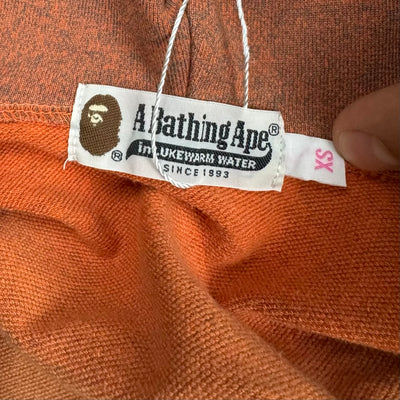 A Bathing Ape®
in LUKEWARM WATER
®
SINCE 1993
XS